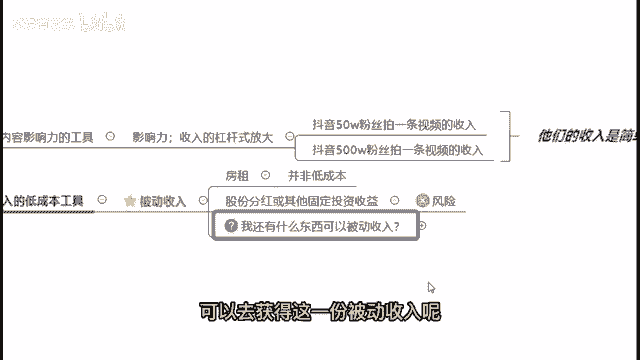 抖音50w粉丝拍一条视频的收入
内容影响力的工具
影响力；收入的杠杆式放大
他们的收入是简单
抖音500w粉丝拍一条视频的收入
房租
并非低成本
入的低成本工具
被动收入
股份分红或其他固定投资收益
风险
我还有什么东西可以被动收入？
可以去获得这一份被动收入呢